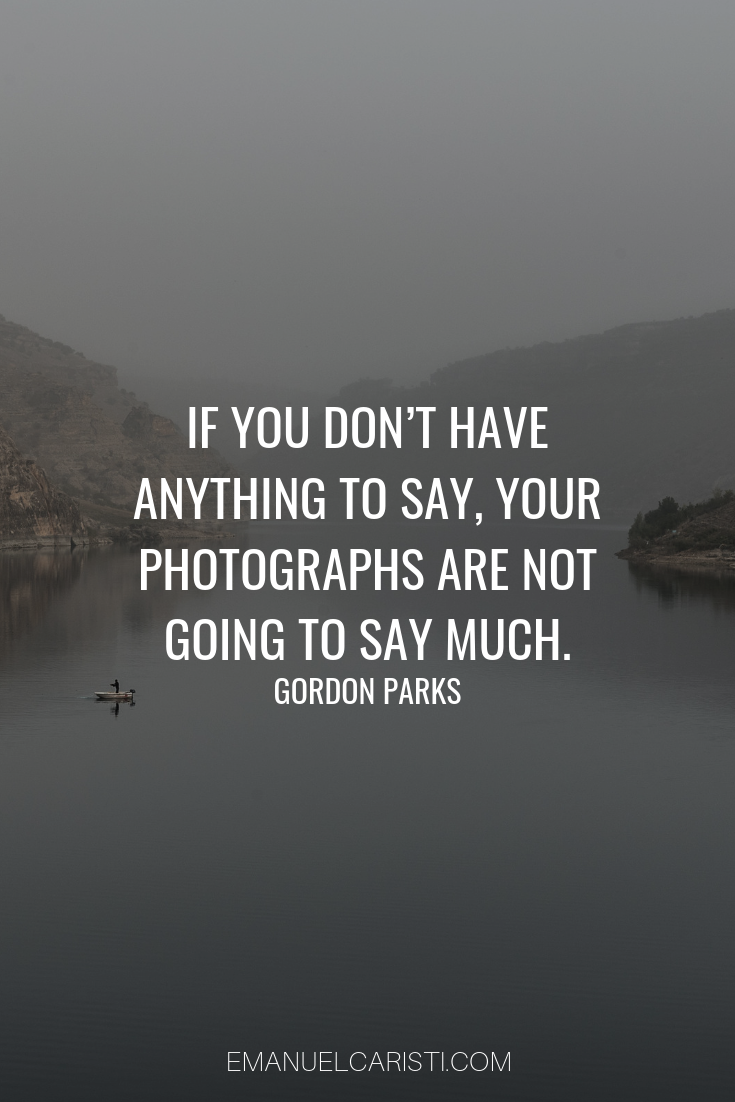 IF YOU DON’T HAVE
ANYTHING TO SAY, YOUR
PHOTOGRAPHS ARE NOT
GOING TO SAY MUCH.
GORDON PARKS
EMANUELCARISTI.COM